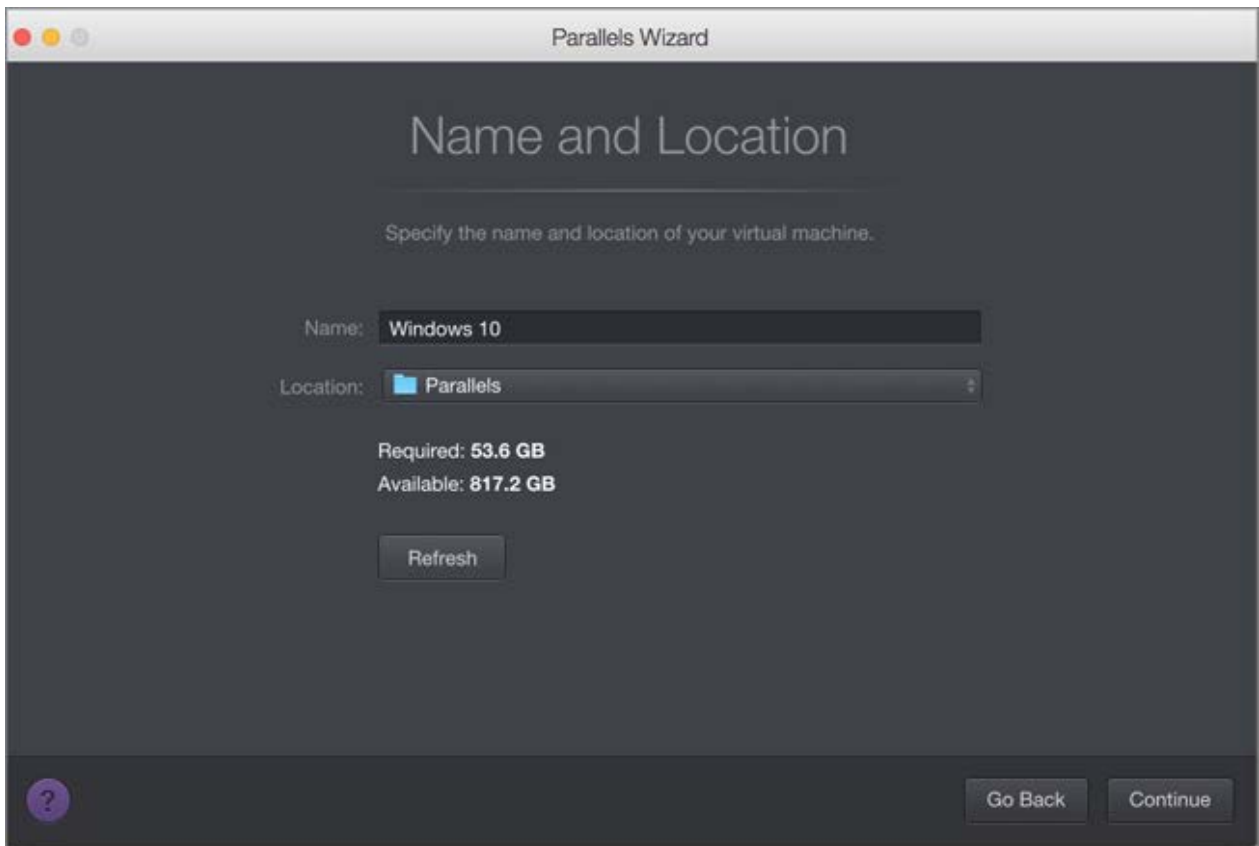 Parallels Wizard
Name and Location
Specify the name and location of your virtual machine.
Name: Windows 10
Location: Parallels
Required: 53.6 GB
Available: 817.2 GB
Refresh
? Go Back Continue